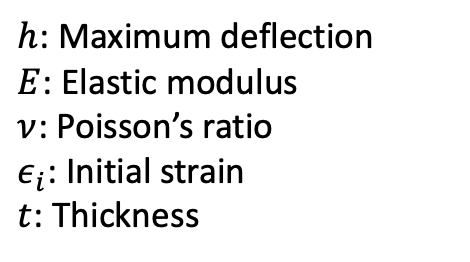 h: Maximum deflection
E: Elastic modulus
ν: Poisson’s ratio
ϵᵢ: Initial strain
t: Thickness